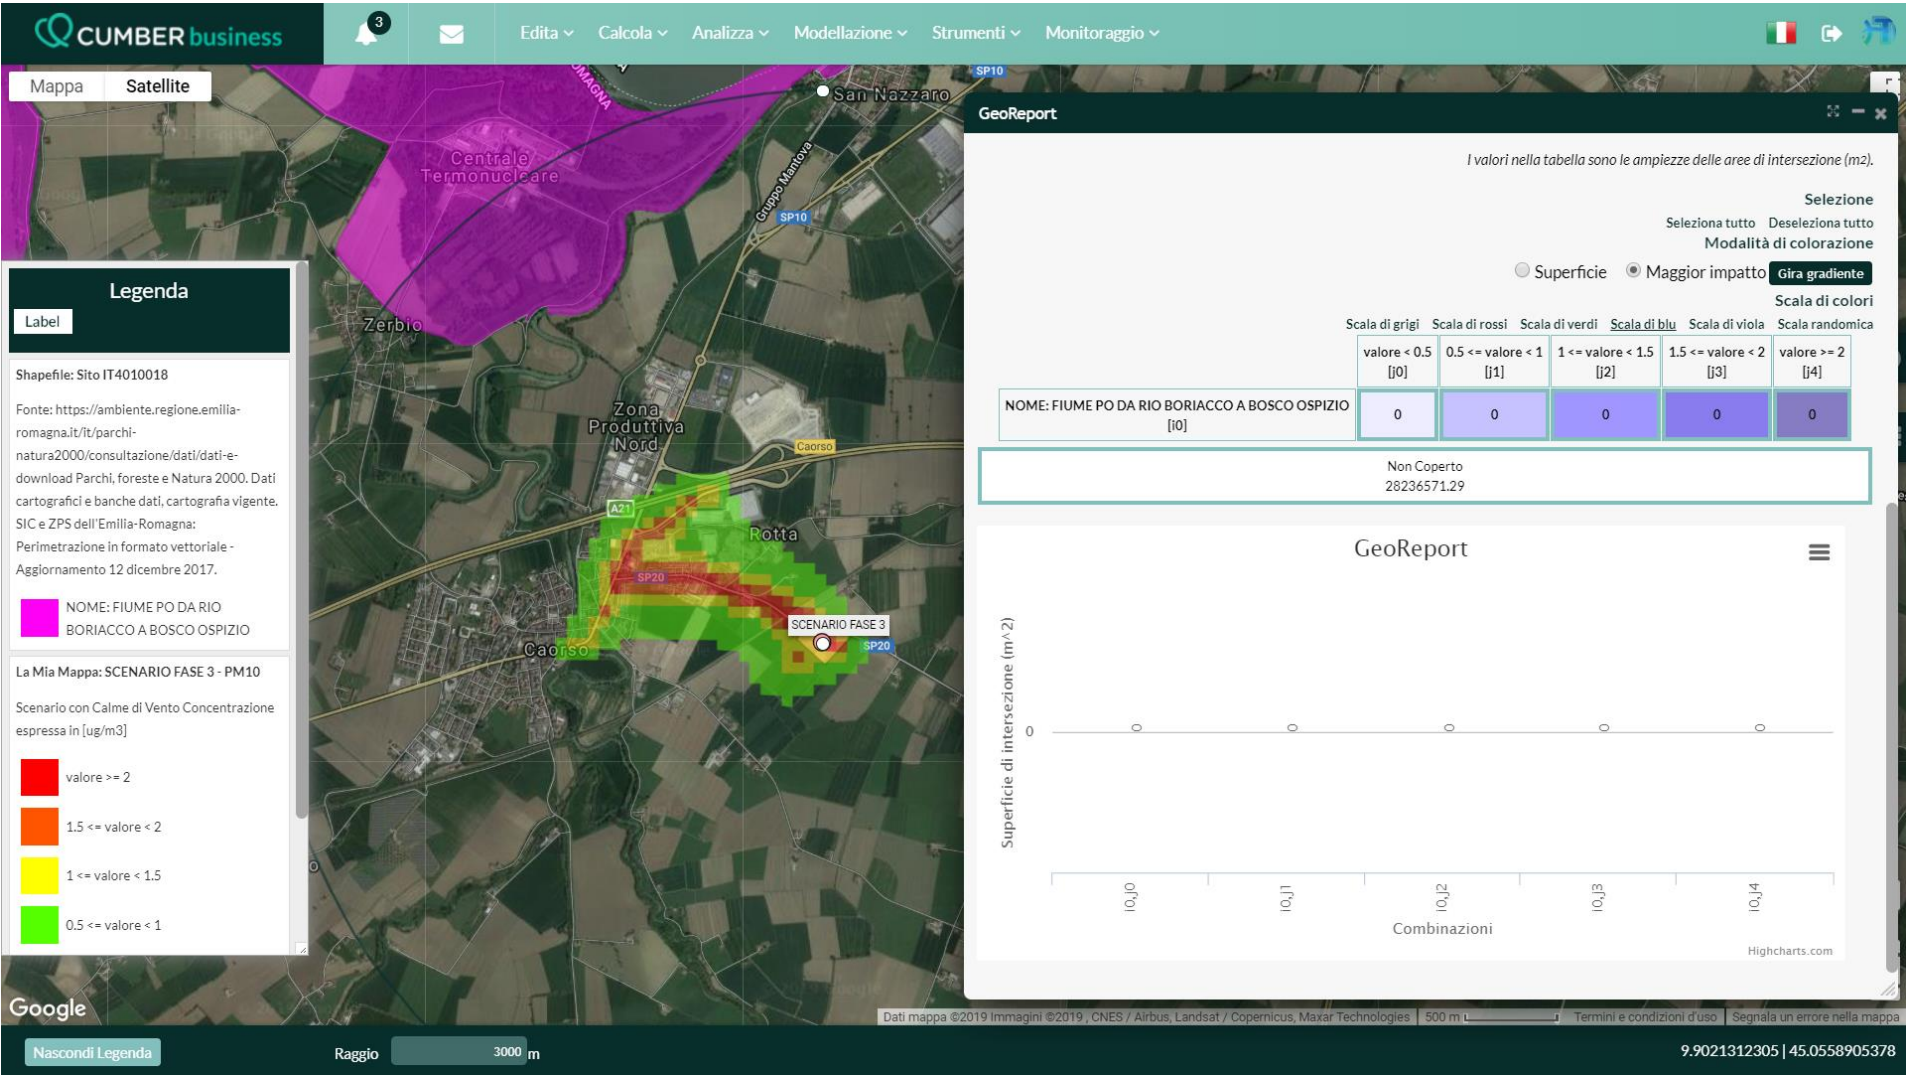 CUMBER business
3
Edita
Calcola
Analizza
Modellazione
Strumenti
Monitoraggio
Mappa
Satellite
ROMAGNA
SP10
San Nazzaro
Centrale
Termonucleare
Gruppo Mantova
SP10
Zerbio
Zona
Produttiva
Nord
Caorso
A21
Rotta
SP20
SCENARIO FASE 3
SP20
Caorso
Legenda
Label
Shapefile: Sito IT4010018
Fonte: https://ambiente.regione.emilia-
romagna.it/it/parchi-
natura2000/consultazione/dati/dati-e-
download Parchi, foreste e Natura 2000. Dati
cartografici e banche dati, cartografia vigente.
SIC e ZPS dell'Emilia-Romagna:
Perimetrazione in formato vettoriale -
Aggiornamento 12 dicembre 2017.
NOME: FIUME PO DA RIO
BORIACCO A BOSCO OSPIZIO
La Mia Mappa: SCENARIO FASE 3 - PM10
Scenario con Calme di Vento Concentrazione
espressa in [ug/m3]
valore >= 2
1.5 <= valore < 2
1 <= valore < 1.5
0.5 <= valore < 1
GeoReport
I valori nella tabella sono le ampiezze delle aree di intersezione (m2).
Selezione
Seleziona tutto Deseleziona tutto
Modalità di colorazione
Superficie Maggior impatto Gira gradiente
Scala di colori
Scala di grigi Scala di rossi Scala di verdi Scala di blu Scala di viola Scala randomica
valore < 0.5 0.5 <= valore < 1 1 <= valore < 1.5 1.5 <= valore < 2 valore >= 2
[j0] [j1] [j2] [j3] [j4]
NOME: FIUME PO DA RIO BORIACCO A BOSCO OSPIZIO
[i0]
0 0 0 0 0
Non Coperto
28236571.29
GeoReport
Superficie di intersezione (m^2)
0
0 0 0 0 0
i0,j0 i0,j1 i0,j2 i0,j3 i0,j4
Combinazioni
Highcharts.com
Google
Dati mappa ©2019 Immagini ©2019 , CNES / Airbus, Landsat / Copernicus, Maxar Technologies 500 m Termini e condizioni d'uso Segnala un errore nella mappa
Nascondi Legenda
Raggio 3000 m
9.9021312305 | 45.0558905378